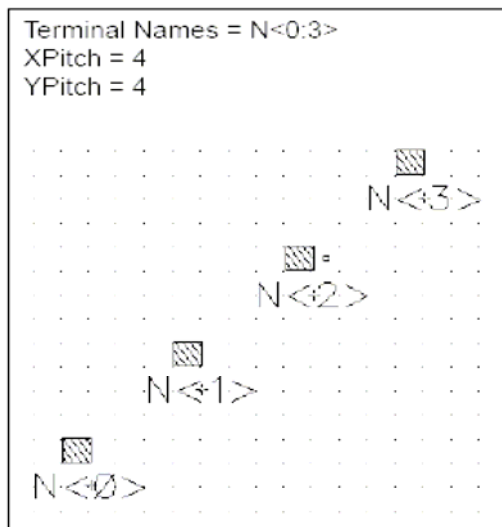 Terminal Names = N<0:3>
XPitch = 4
YPitch = 4
N<3>
N<2>
N<1>
N<0>